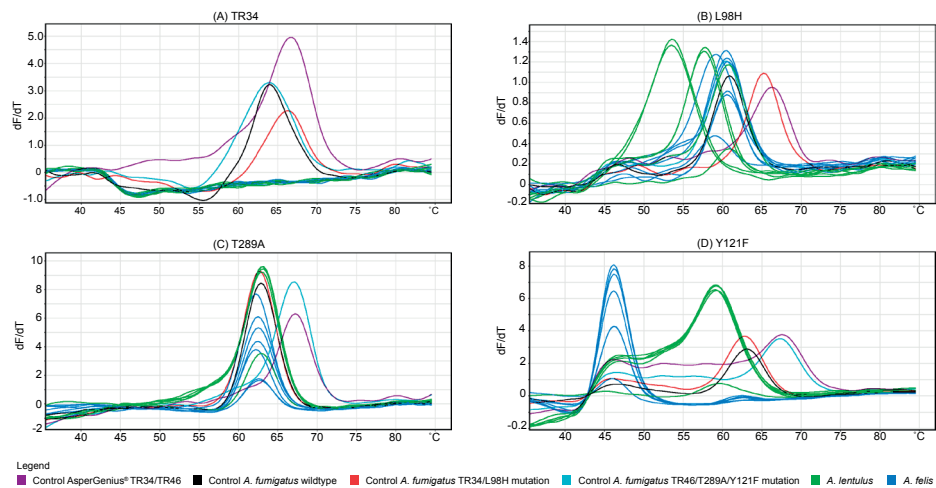 (A) TR34
(B) L98H
dF/dT
5.0
4.0
3.0
2.0
1.0
0
-1.0
40 45 50 55 60 65 70 75 80 °C
dF/dT
1.4
1.2
1.0
0.8
0.6
0.4
0.2
0
-0.2
40 45 50 55 60 65 70 75 80 °C
(C) T289A
(D) Y121F
dF/dT
10
8
6
4
2
0
-2
40 45 50 55 60 65 70 75 80 °C
dF/dT
8
6
4
2
0
-0.2
40 45 50 55 60 65 70 75 80 °C
Legend
Control AsperGenius® TR34/TR46 Control A. fumigatus wildtype Control A. fumigatus TR34/L98H mutation Control A. fumigatus TR46/T289A/Y121F mutation A. lentulus A. felis